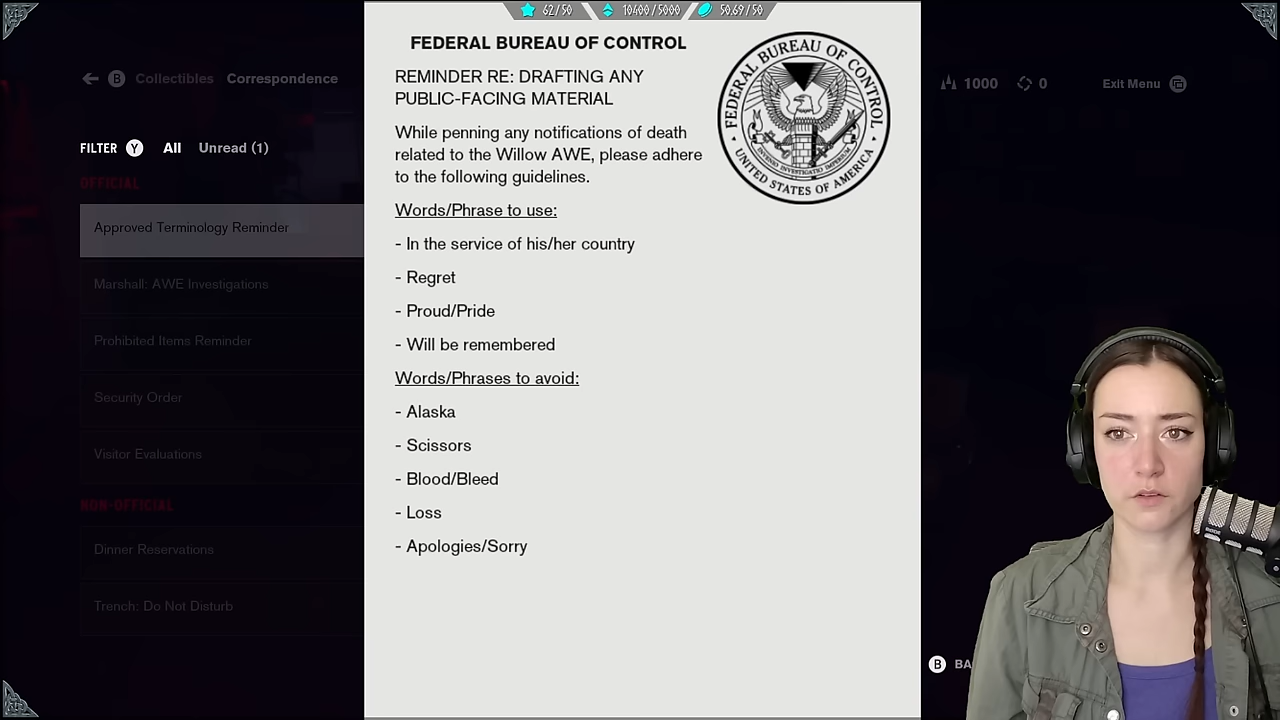 62/50 10400/5000 50.69/50
B Collectibles Correspondence
1000 0 Exit Menu
FILTER Y All Unread (1)
OFFICIAL
Approved Terminology Reminder
Marshall: AWE Investigations
Prohibited Items Reminder
Security Order
Visitor Evaluations
NON-OFFICIAL
Dinner Reservations
Trench: Do Not Disturb
FEDERAL BUREAU OF CONTROL
REMINDER RE: DRAFTING ANY
PUBLIC-FACING MATERIAL
While penning any notifications of death
related to the Willow AWE, please adhere
to the following guidelines.
Words/Phrase to use:
- In the service of his/her country
- Regret
- Proud/Pride
- Will be remembered
Words/Phrases to avoid:
- Alaska
- Scissors
- Blood/Bleed
- Loss
- Apologies/Sorry
FEDERAL BUREAU OF CONTROL
UNITED STATES OF AMERICA
B BA